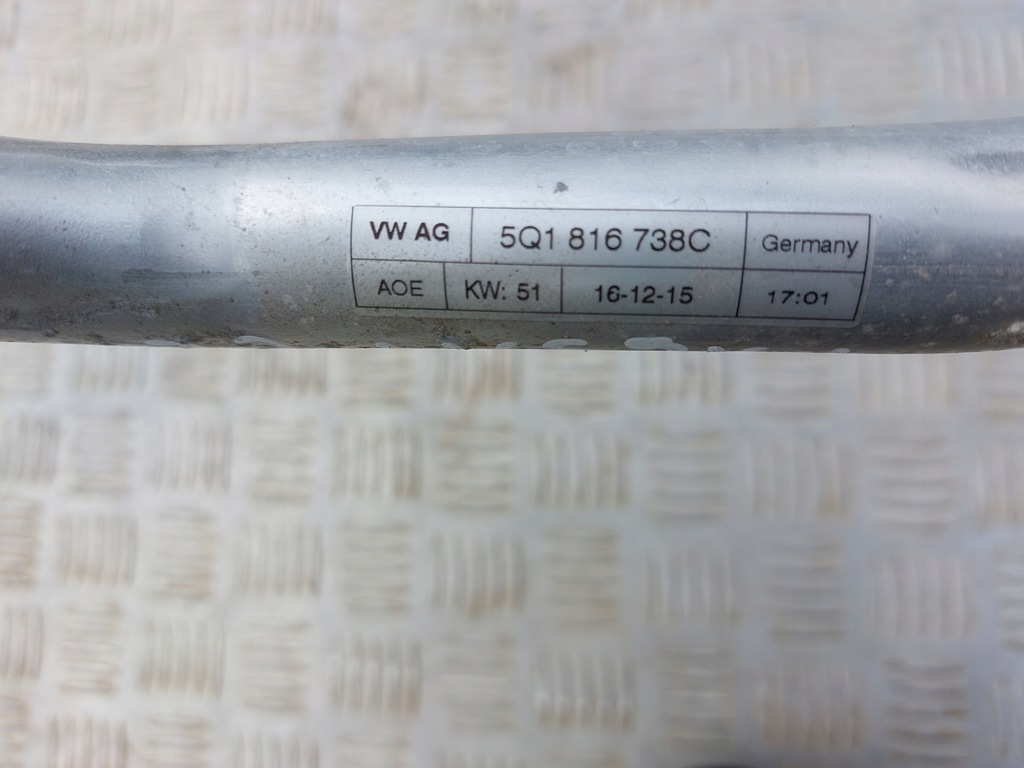 VW AG 5Q1 816 738C Germany
AOE KW: 51 16-12-15 17:01